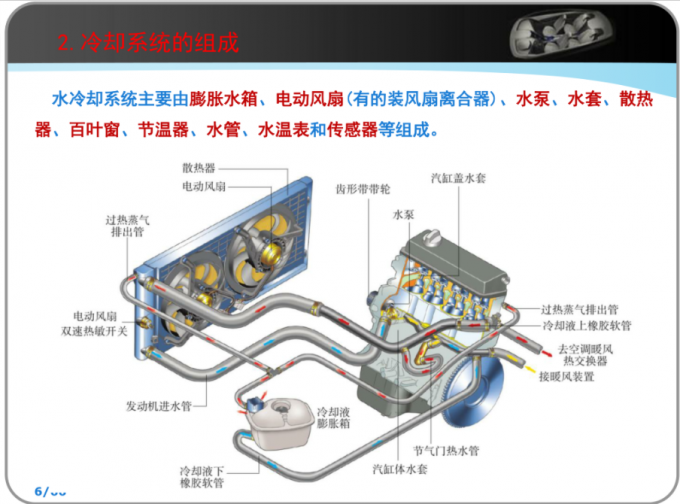 2. 冷却系统的组成
水冷却系统主要由膨胀水箱、电动风扇(有的装风扇离合器)、水泵、水套、散热
器、百叶窗、节温器、水管、水温表和传感器等组成。
散热器
电动风扇
过热蒸气
排出管
电动风扇
双速热敏开关
发动机进水管
冷却液下
橡胶软管
冷却液
膨胀箱
齿形带带轮
水泵
汽缸盖水套
过热蒸气排出管
冷却液上橡胶软管
去空调暖风
热交换器
接暖风装置
节气门热水管
汽缸体水套